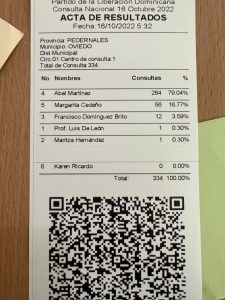 Partido de la Liberación Dominicana
Consulta Nacional 16 Octubre 2022
ACTA DE RESULTADOS
Fecha:16/10/2022 5:32
Provincia: PEDERNALES
Municipio: OVIEDO
Dist.Municipal:
Circ:01 Centro de consulta:1
Total de Consulta:334
No Nombres Consultas %
4 Abel Martínez 264 79.04%
5 Margarita Cedeño 56 16.77%
3 Francisco Domínguez Brito 12 3.59%
1 Prof. Luis De León 1 0.30%
2 Maritza Hernández 1 0.30%
6 Karen Ricardo 0 0.00%
Total: 334 100.00%